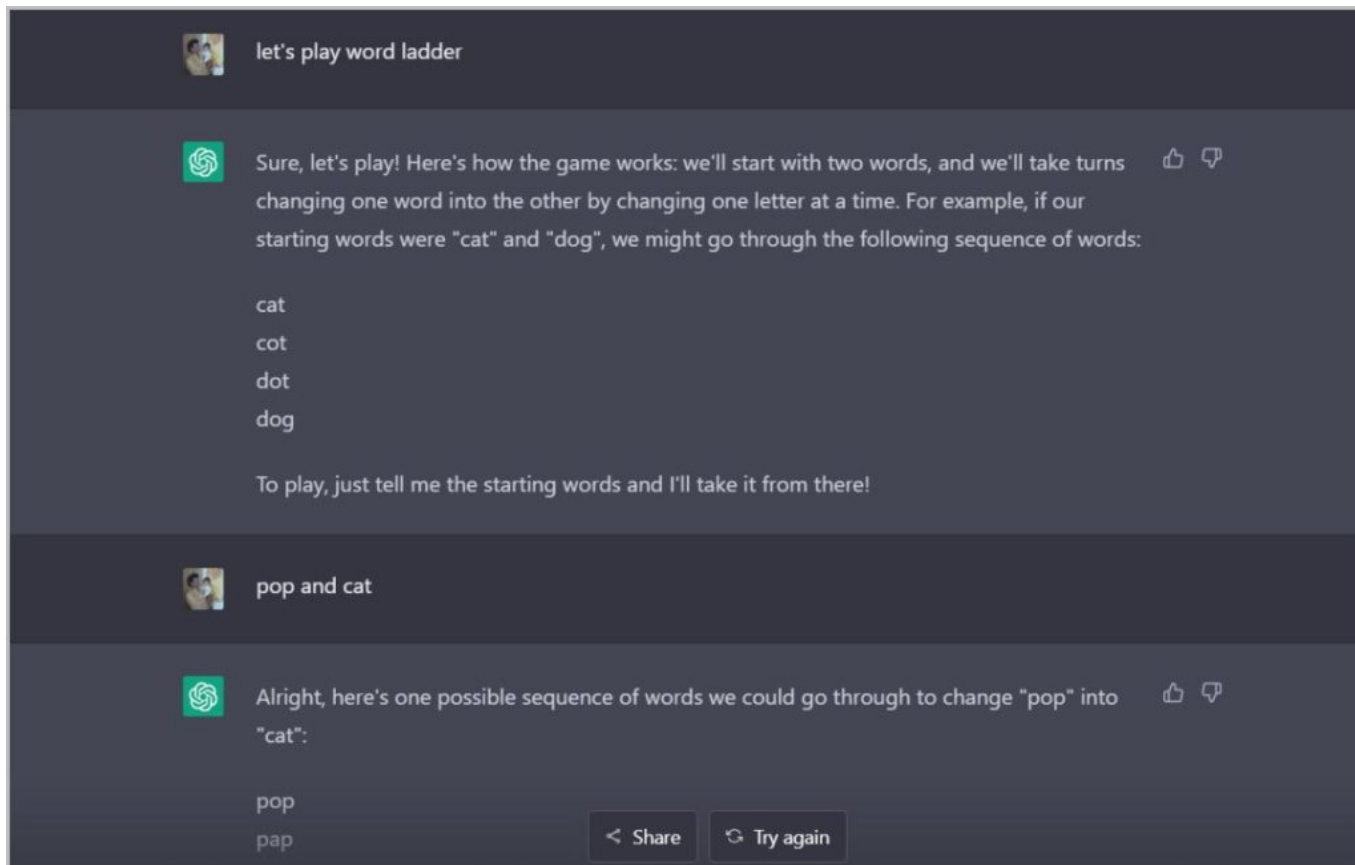 let's play word ladder
Sure, let's play! Here's how the game works: we'll start with two words, and we'll take turns
changing one word into the other by changing one letter at a time. For example, if our
starting words were "cat" and "dog", we might go through the following sequence of words:
cat
cot
dot
dog
To play, just tell me the starting words and I'll take it from there!
pop and cat
Alright, here's one possible sequence of words we could go through to change "pop" into
"cat":
pop
pap
Share
Try again